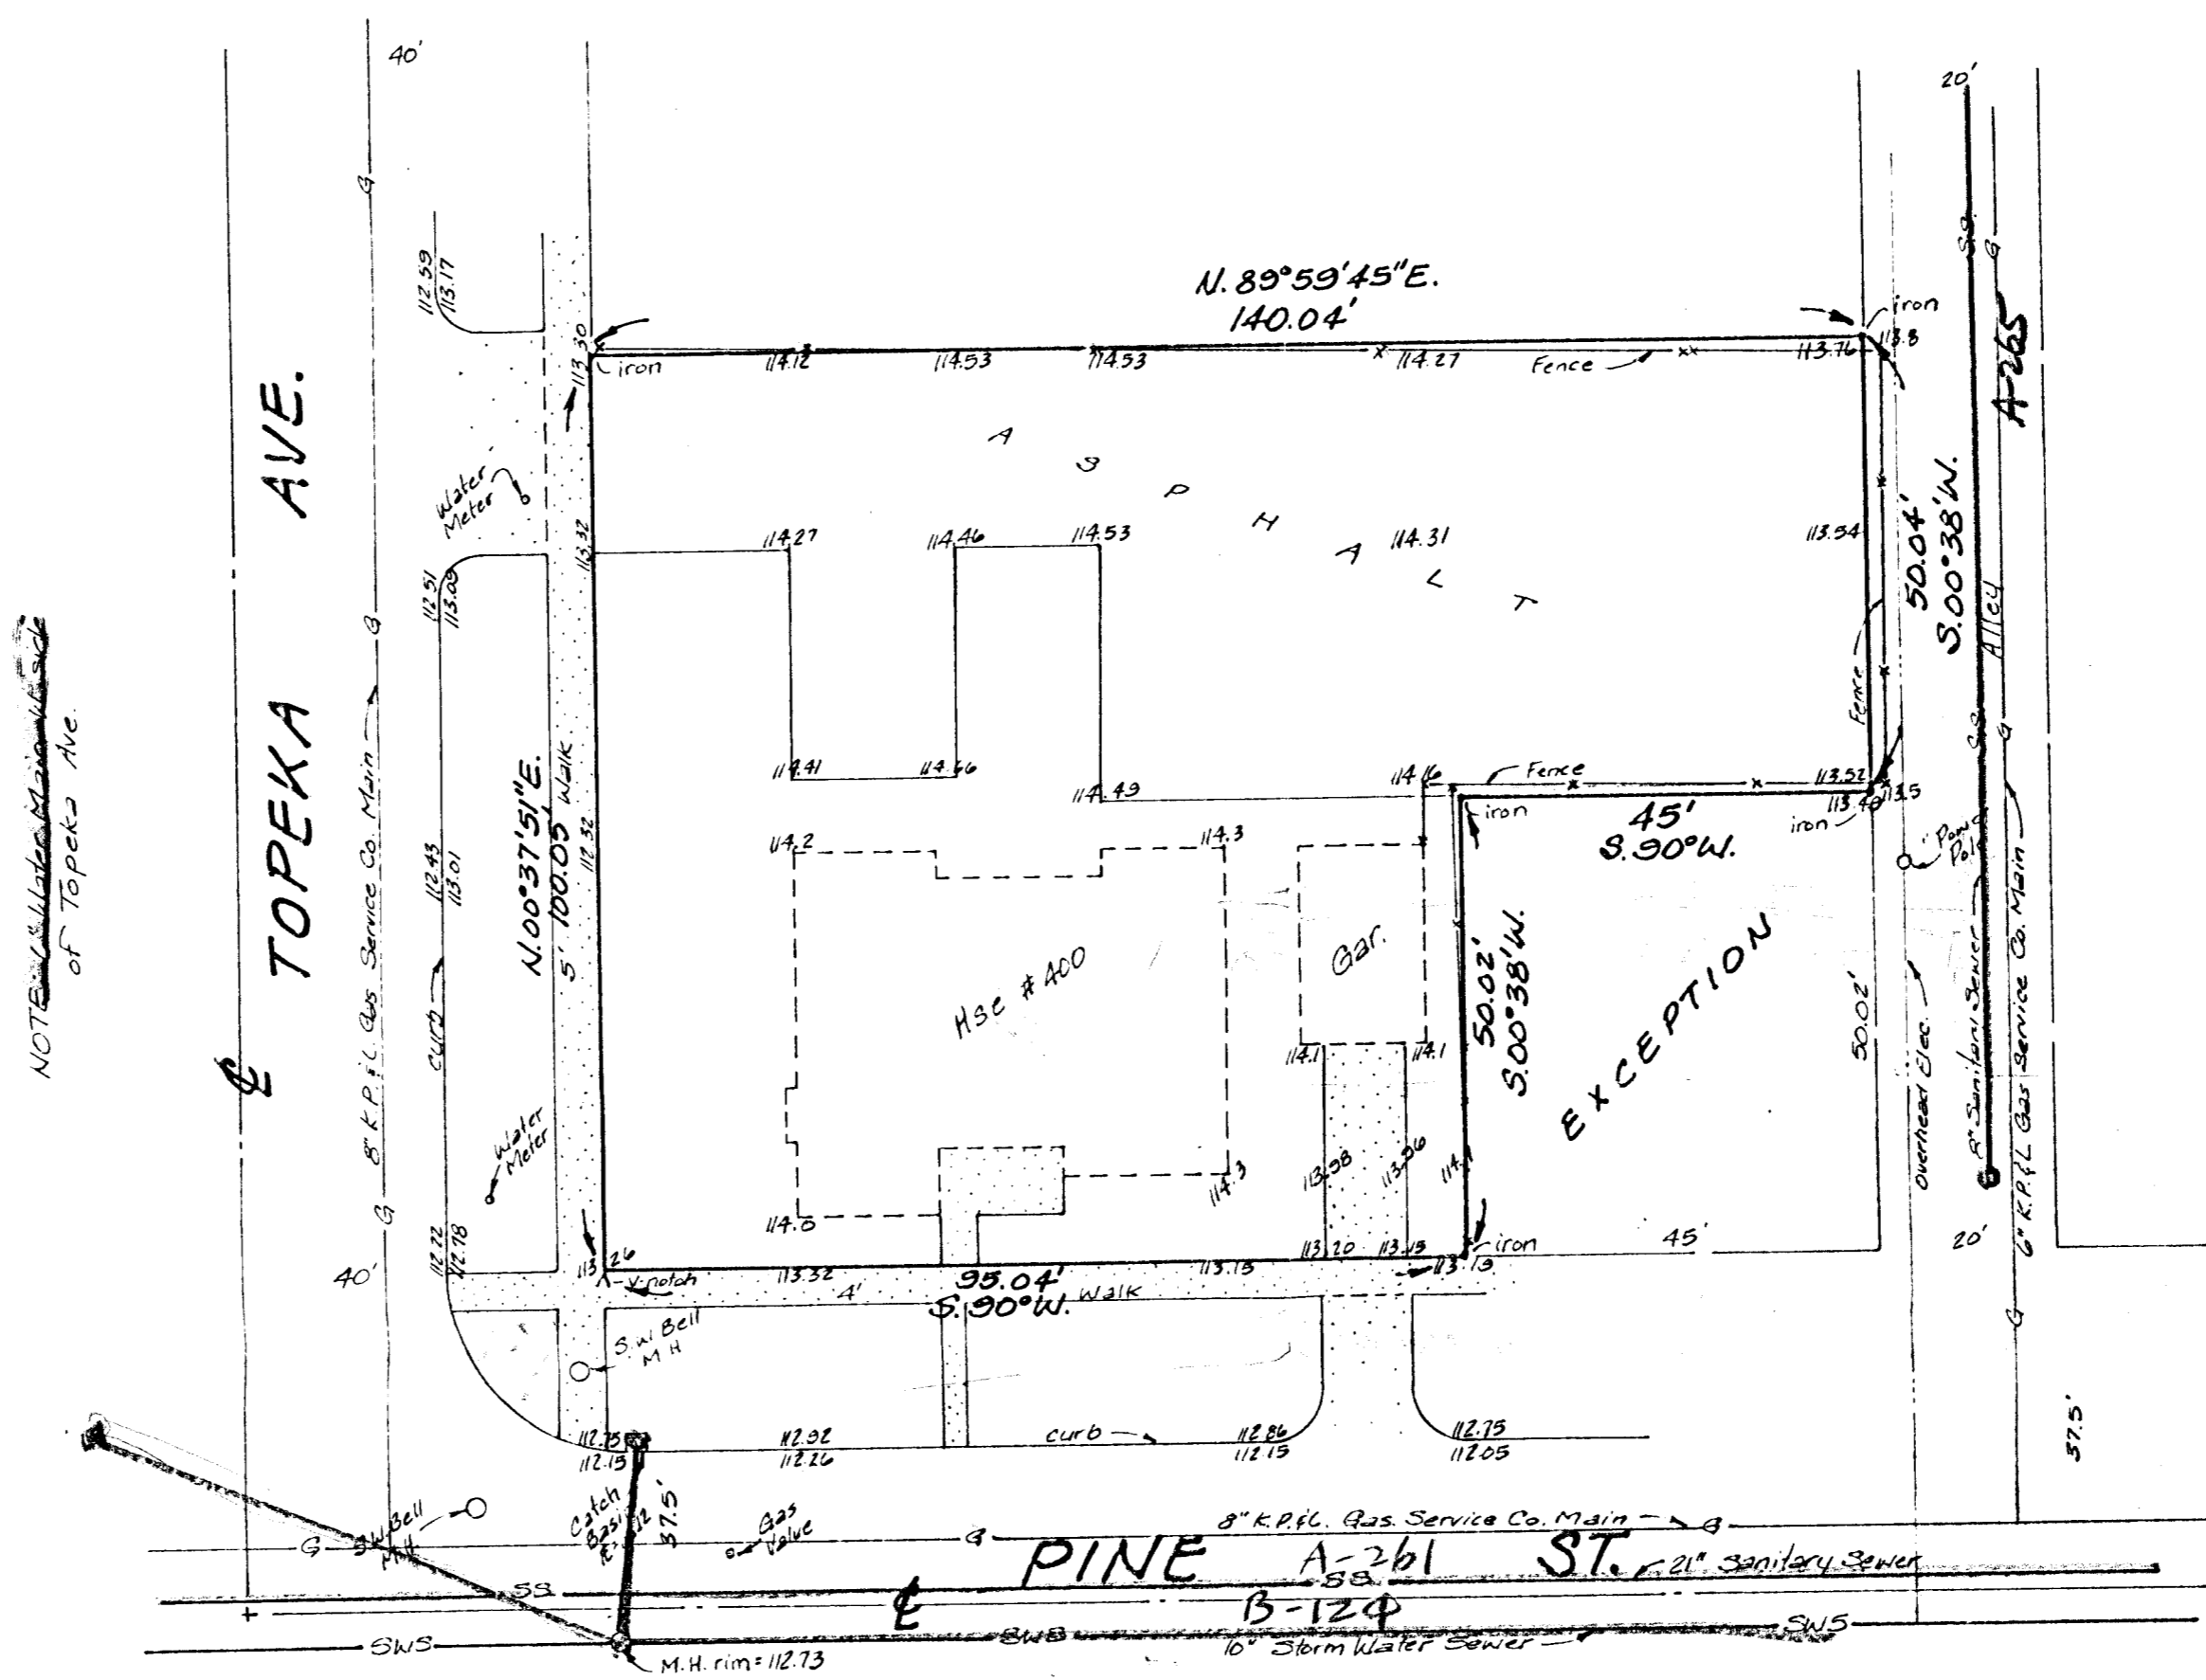 40'
20'
G
112.59
113.17
N. 89°59'45"E.
140.04'
iron
113.8
113.76
113.30
iron
114.12
114.53
114.53
114.27
Fence
A-265
TOPEKA AVE.
Water
Meter
ASPHALT
113.32
114.27
114.46
114.53
114.31
113.54
50.04'
S.00°38'W.
Alley
SS
112.51
113.09
NOTE
of Topeka Ave.
8" K.P.&L. Gas Service Co. Main
Fence
114.41
114.49
114.16
Fence
113.52
113.5
iron
iron
45'
S.90°W.
N.00°37'51"E.
100.05'
5' Walk
112.32
112.43
113.01
114.2
114.3
Power
Pole
Hse #400
Gar.
50.02'
S.00°38'W.
EXCEPTION
50.02'
overhead Elec.
8" Sanitary Sewer
6" K.P.&L. Gas Service Co. Main
curb
114.1
114.1
Water
Meter
113.98
113.96
114.1
114.3
114.0
112.22
112.78
40'
113.26
V-notch
113.32
95.04'
S.90°W.
4' Walk
113.15
113.20
113.15
113.13
iron
45'
20'
S.W. Bell
M.H
112.75
112.15
112.92
112.26
curb
112.86
112.15
112.75
112.05
37.5'
S.W. Bell
M.H.
Catch
Basin
37.5'
Gas
Valve
8" K.P.&L. Gas Service Co. Main
G
PINE ST.
A-261
21" Sanitary Sewer
SS
SS
B-124
SWS
SWS
SWS
10" Storm Water Sewer
M.H. rim = 112.73